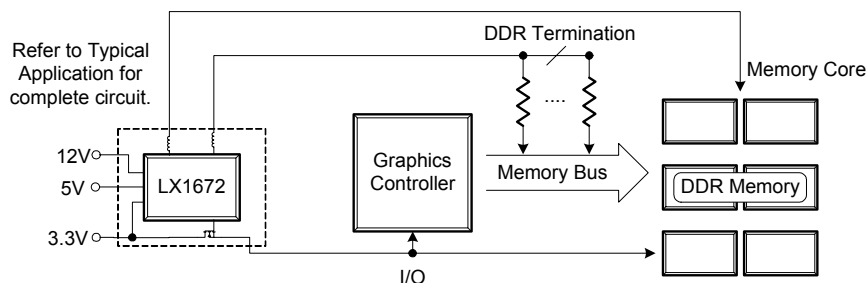 DDR Termination
Refer to Typical
Application for
complete circuit.
Memory Core
....
12V
5V
3.3V
LX1672
Graphics
Controller
Memory Bus
DDR Memory
I/O